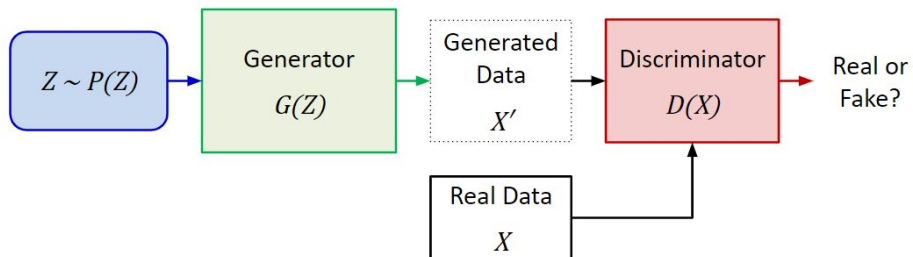 Z ~ P(Z)
Generator
G(Z)
Generated
Data
X′
Discriminator
D(X)
Real or
Fake?
Real Data
X